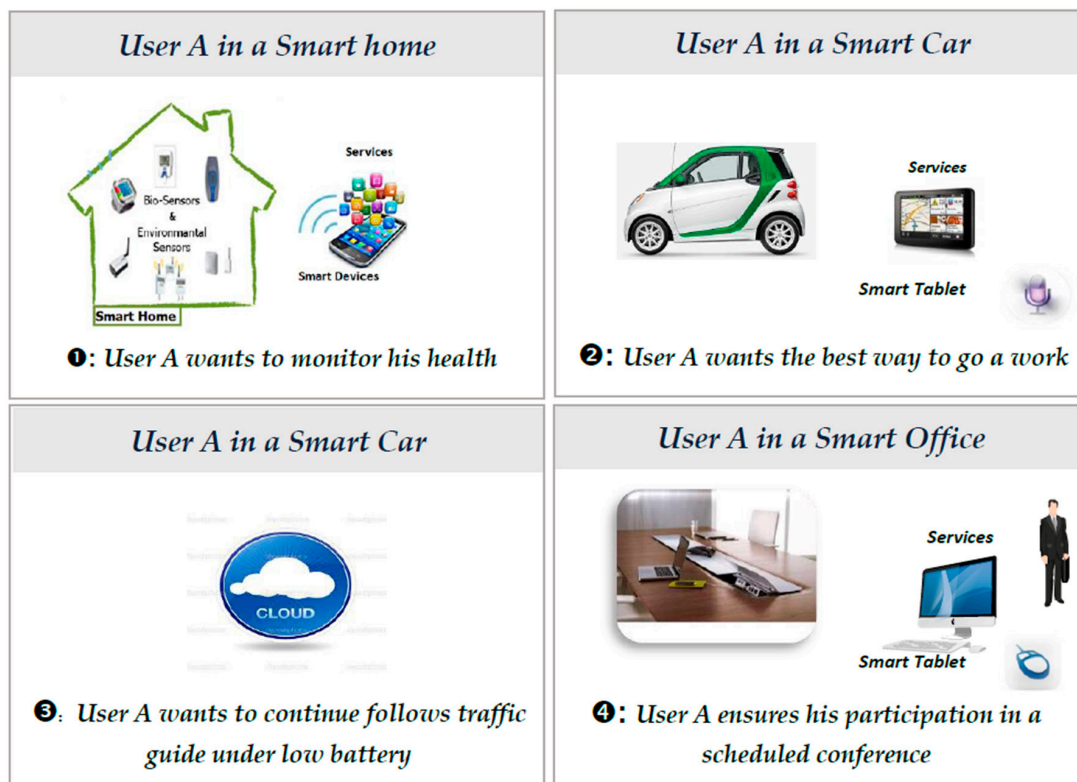 User A in a Smart home
Services
Bio-Sensors
&
Environmantal
Sensors
Smart Devices
Smart Home
❶: User A wants to monitor his health
User A in a Smart Car
Services
Smart Tablet
❷: User A wants the best way to go a work
User A in a Smart Car
CLOUD
❸: User A wants to continue follows traffic
guide under low battery
User A in a Smart Office
Services
Smart Tablet
❹: User A ensures his participation in a
scheduled conference